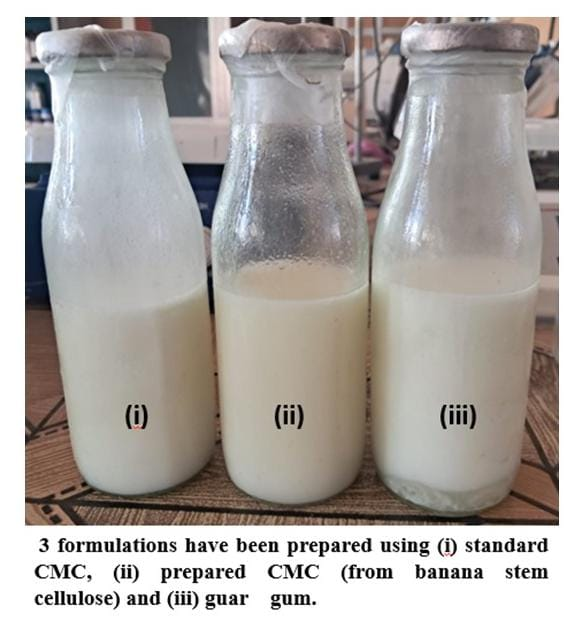 (i) (ii) (iii)
3 formulations have been prepared using (i) standard
CMC, (ii) prepared CMC (from banana stem
cellulose) and (iii) guar gum.